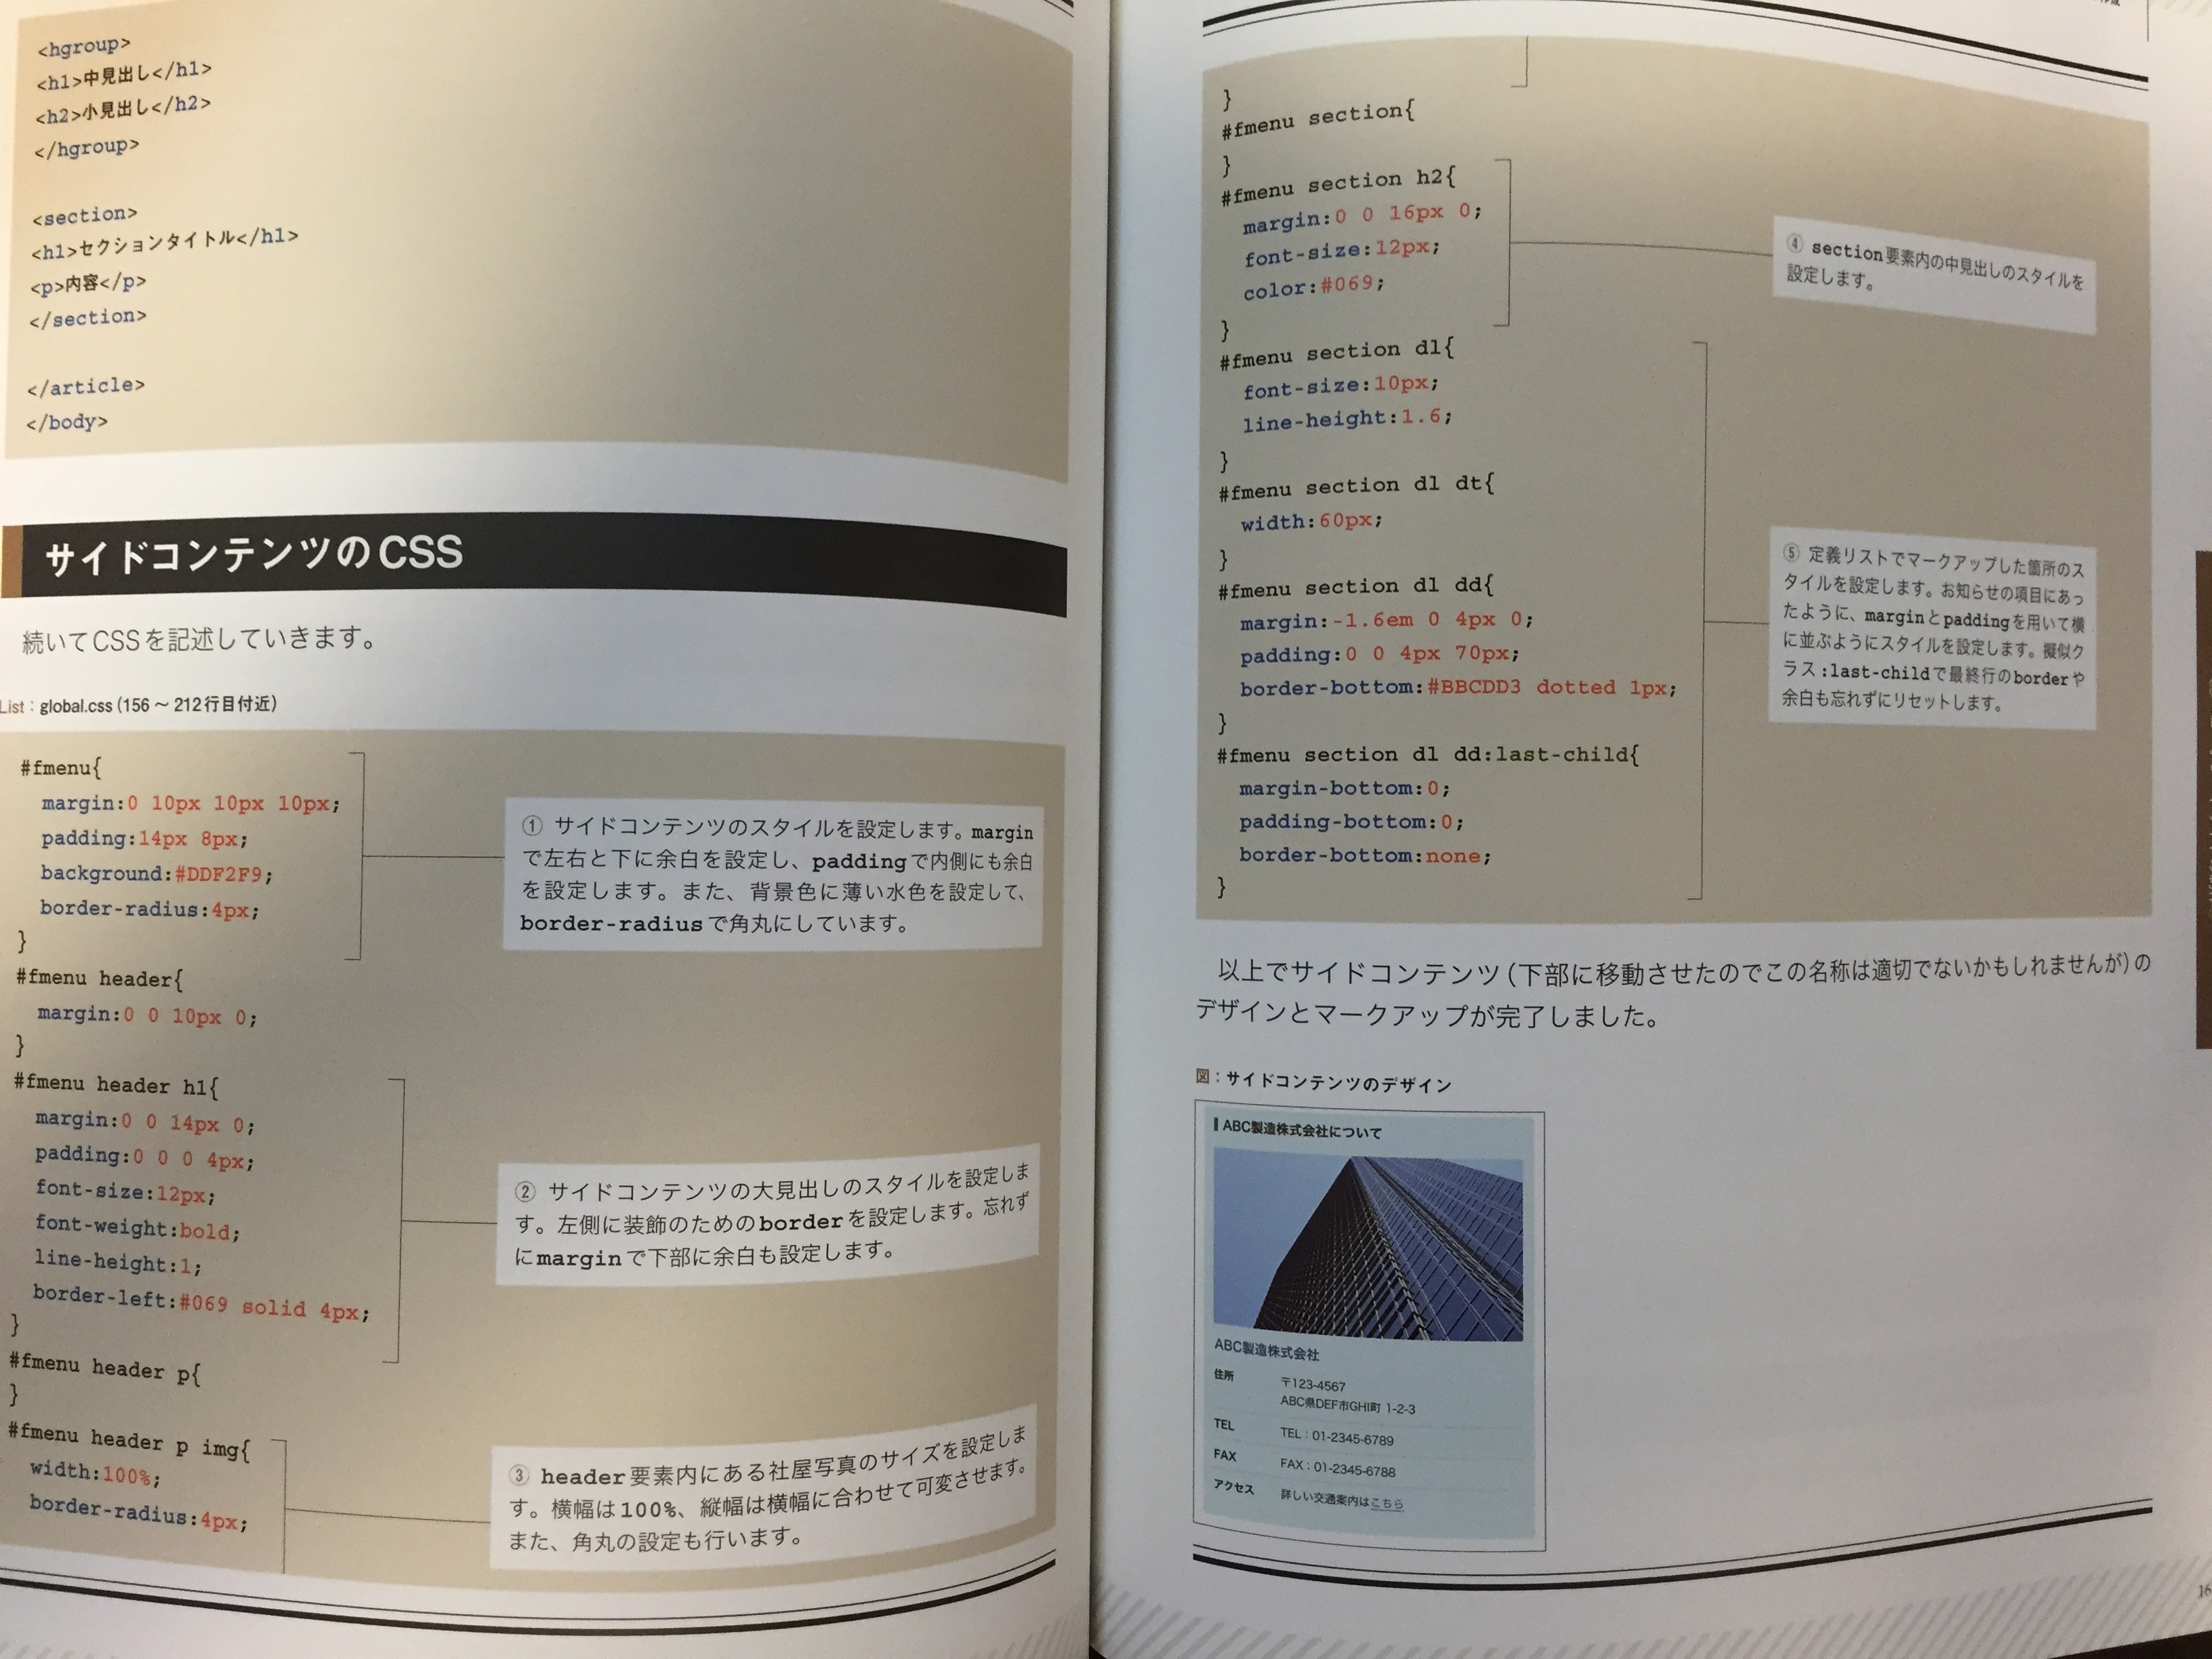 <hgroup>
<h1>中見出し</h1>
<h2>小見出し</h2>
</hgroup>
<section>
<h1>セクションタイトル</h1>
<p>内容</p>
</section>
</article>
</body>
サイドコンテンツのCSS
続いてCSSを記述していきます。
List：global.css（156～212行目付近）
#fmenu{
margin:0 10px 10px 10px;
padding:14px 8px;
background:#DDF2F9;
border-radius:4px;
}
#fmenu header{
margin:0 0 10px 0;
}
#fmenu header h1{
margin:0 0 14px 0;
padding:0 0 0 4px;
font-size:12px;
font-weight:bold;
line-height:1;
border-left:#069 solid 4px;
}
#fmenu header p{
}
#fmenu header p img{
width:100%;
border-radius:4px;
① サイドコンテンツのスタイルを設定します。margin
で左右と下に余白を設定し、paddingで内側にも余白
を設定します。また、背景色に薄い水色を設定して、
border-radiusで角丸にしています。
② サイドコンテンツの大見出しのスタイルを設定しま
す。左側に装飾のためのborderを設定します。忘れず
にmarginで下部に余白も設定します。
③ header要素内にある社屋写真のサイズを設定しま
す。横幅は100%、縦幅は横幅に合わせて可変させます。
また、角丸の設定も行います。
}
#fmenu section{
}
#fmenu section h2{
margin:0 0 16px 0;
font-size:12px;
color:#069;
}
#fmenu section dl{
font-size:10px;
line-height:1.6;
}
#fmenu section dl dt{
width:60px;
}
#fmenu section dl dd{
margin:-1.6em 0 4px 0;
padding:0 0 4px 70px;
border-bottom:#BBCDD3 dotted 1px;
}
#fmenu section dl dd:last-child{
margin-bottom:0;
padding-bottom:0;
border-bottom:none;
}
④ section要素内の中見出しのスタイルを
設定します。
⑤ 定義リストでマークアップした箇所のス
タイルを設定します。お知らせの項目にあっ
たように、marginとpaddingを用いて横
に並ぶようにスタイルを設定します。擬似ク
ラス:last-childで最終行のborderや
余白も忘れずにリセットします。
以上でサイドコンテンツ（下部に移動させたのでこの名称は適切でないかもしれませんが）の
デザインとマークアップが完了しました。
図：サイドコンテンツのデザイン
ABC製造株式会社について
ABC製造株式会社
住所 〒123-4567
ABC県DEF市GHI町 1-2-3
TEL TEL：01-2345-6789
FAX FAX：01-2345-6788
アクセス 詳しい交通案内はこちら